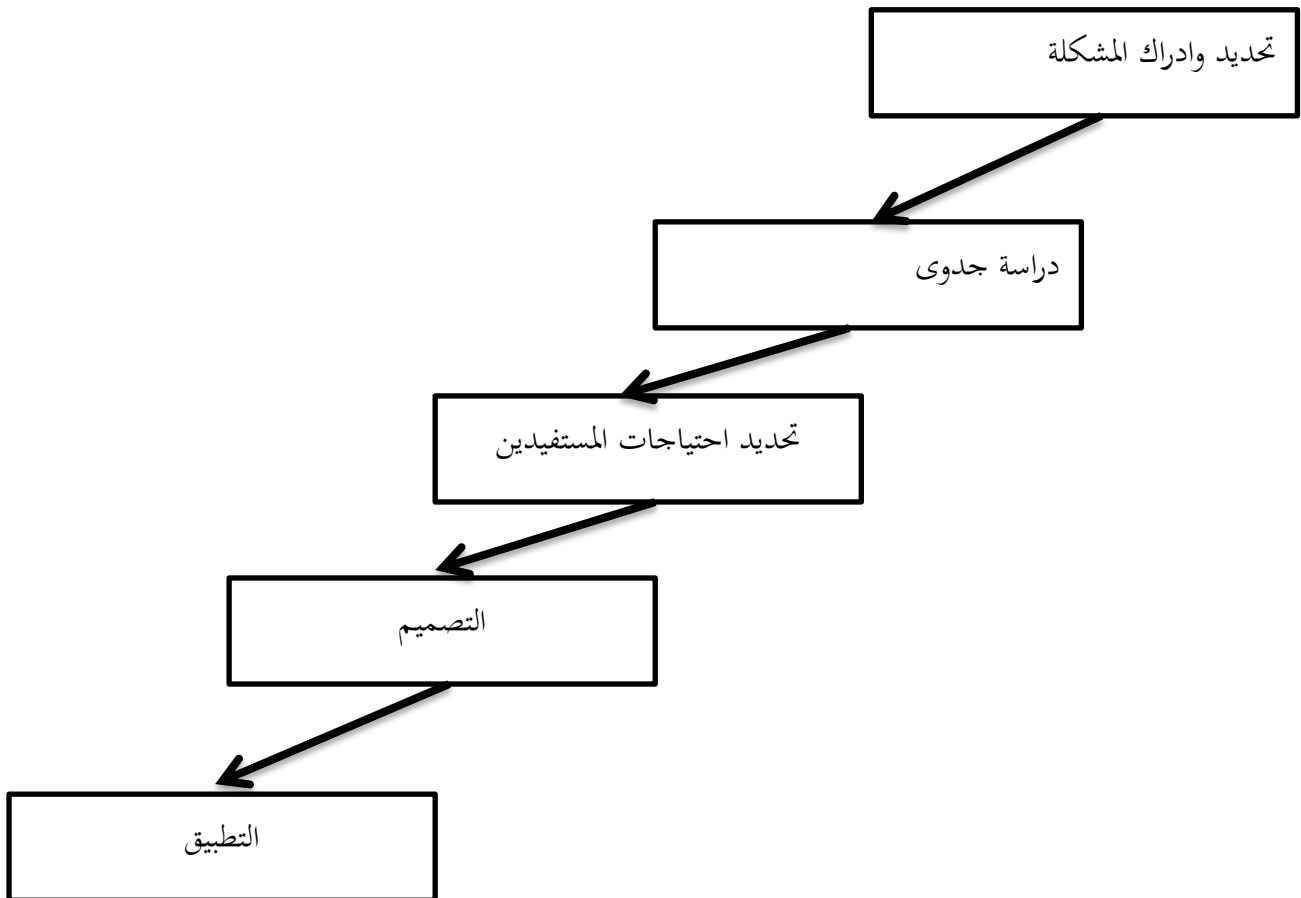 تحديد وادراك المشكلة
دراسة جدوى
تحديد احتياجات المستفيدين
التصميم
التطبيق